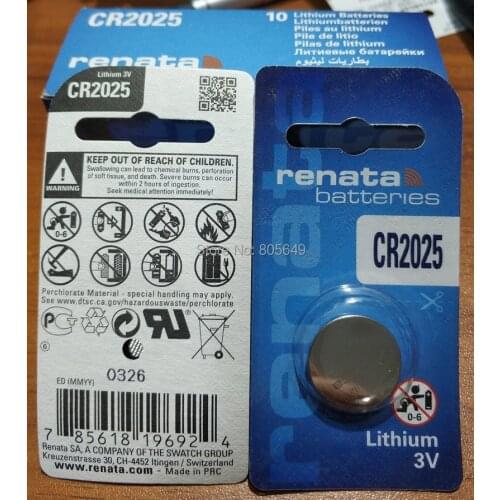 CR2025
10 Lithium Batteries
Lithiumbatterien
Piles au lithium
Pile de litio
Pilas de litio
Литиевые батарейки
بطاريات ليثيوم
renata
Lithium 3V
CR2025
KEEP OUT OF REACH OF CHILDREN.
Swallowing can lead to chemical burns, perforation
of soft tissue, and death. Severe burns can occur
within 2 hours of ingestion.
Seek medical attention immediately!
WARNING
0-6
Perchlorate Material - special handling may apply.
See www.dtsc.ca.gov/hazardouswaste/perchlorate
ED (MMYY)
0326
7 85618 19692 4
Renata SA, A COMPANY OF THE SWATCH GROUP
Kreuzenstrasse 30, CH-4452 Itingen / Switzerland
www.renata.com Made in PRC
renata
batteries
CR2025
renata
0-6
Lithium
3V
Shop No: 805649